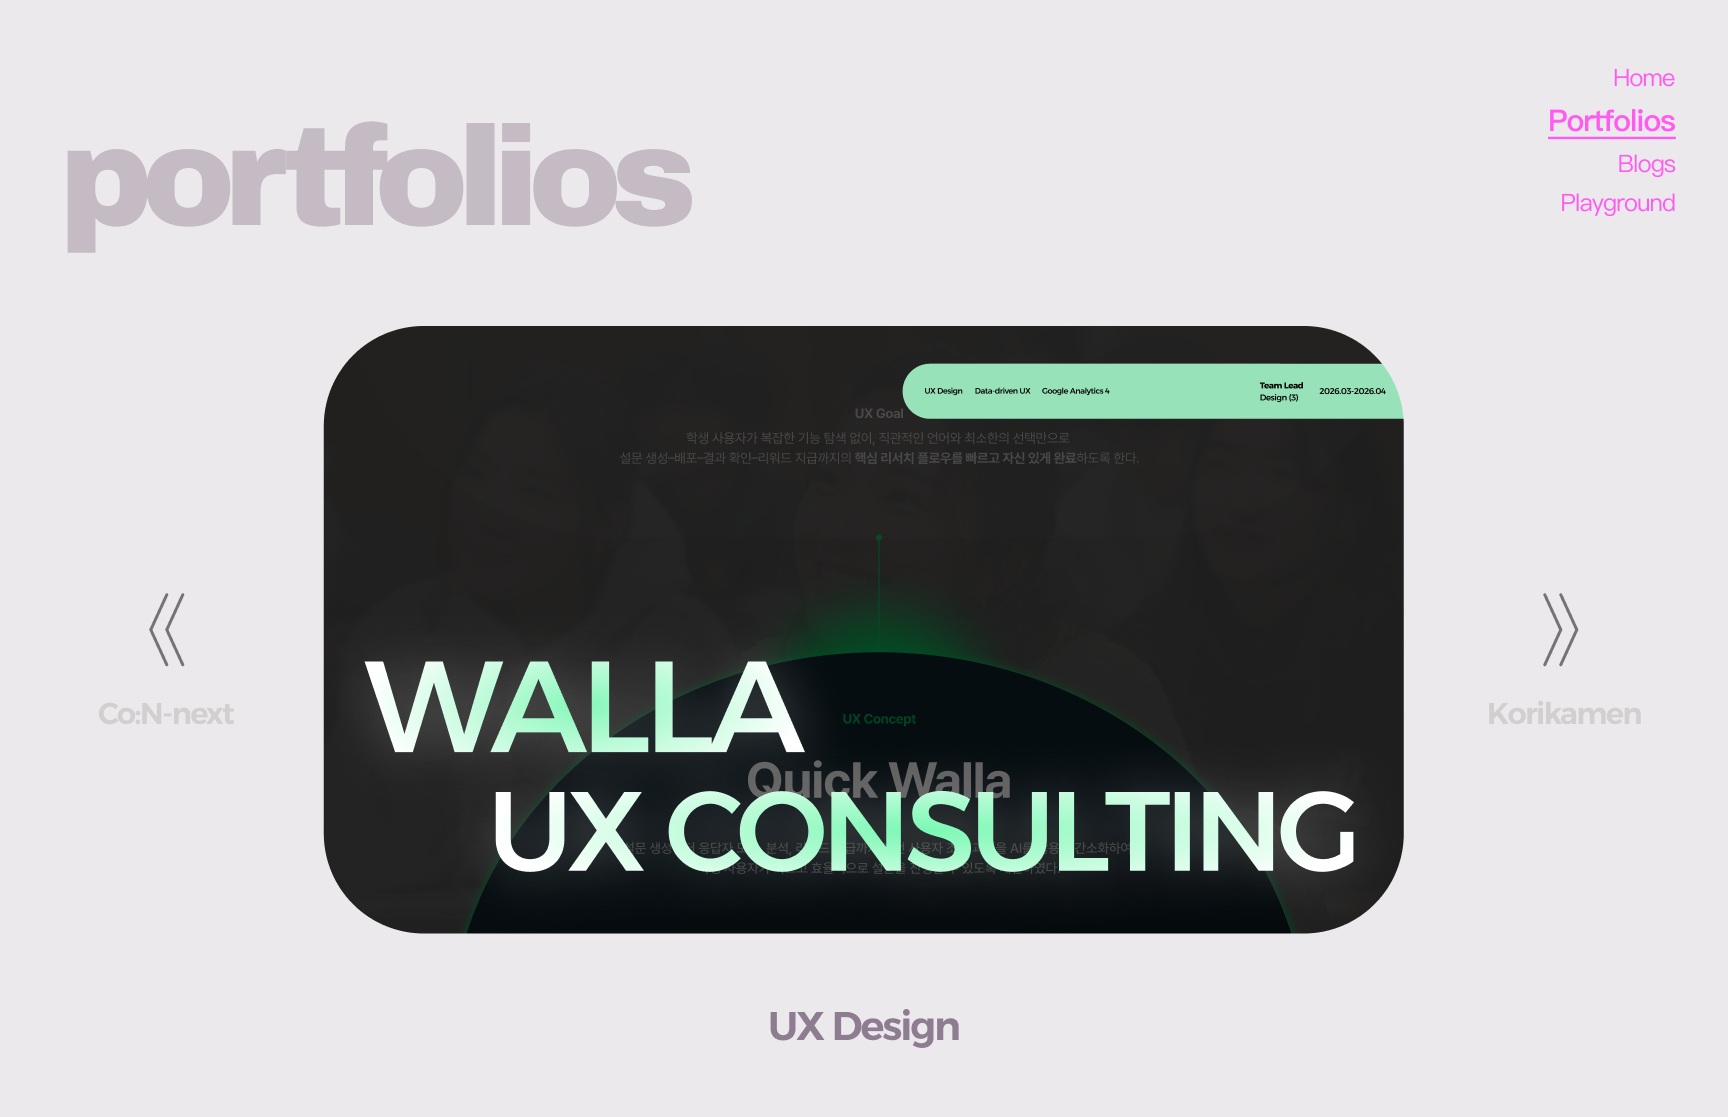 portfolios
Home
Portfolios
Blogs
Playground
UX Design Data-driven UX Google Analytics 4
Team Lead
Design (3)
2026.03-2026.04
UX Goal
학생 사용자가 복잡한 기능 탐색 없이, 직관적인 언어와 최소한의 선택만으로
설문 생성–배포–결과 확인–리워드 지급까지의 핵심 리서치 플로우를 빠르고 자신 있게 완료하도록 한다.
WALLA
UX Concept
Quick Walla
UX CONSULTING
Co:N-next
Korikamen
UX Design